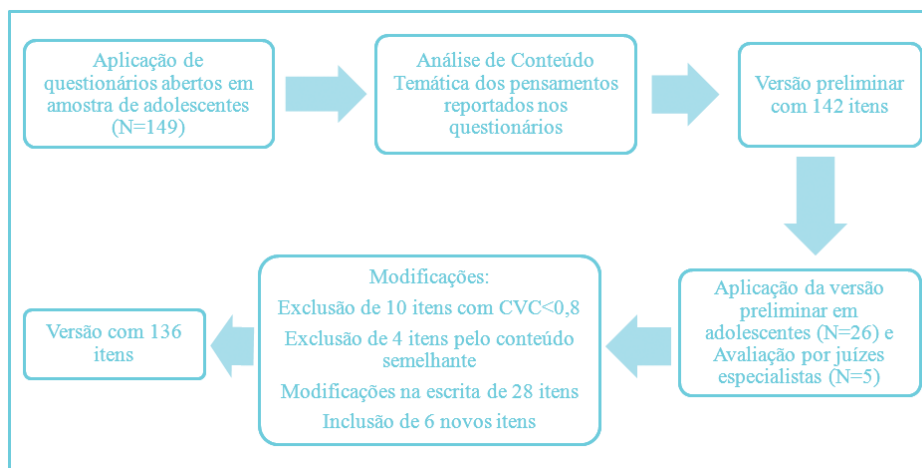 Aplicação de
questionários abertos em
amostra de adolescentes
(N=149)
Análise de Conteúdo
Temática dos pensamentos
reportados nos
questionários
Versão preliminar
com 142 itens
Aplicação da versão
preliminar em
adolescentes (N=26) e
Avaliação por juízes
especialistas (N=5)
Modificações:
Exclusão de 10 itens com CVC<0,8
Exclusão de 4 itens pelo conteúdo
semelhante
Modificações na escrita de 28 itens
Inclusão de 6 novos itens
Versão com 136
itens